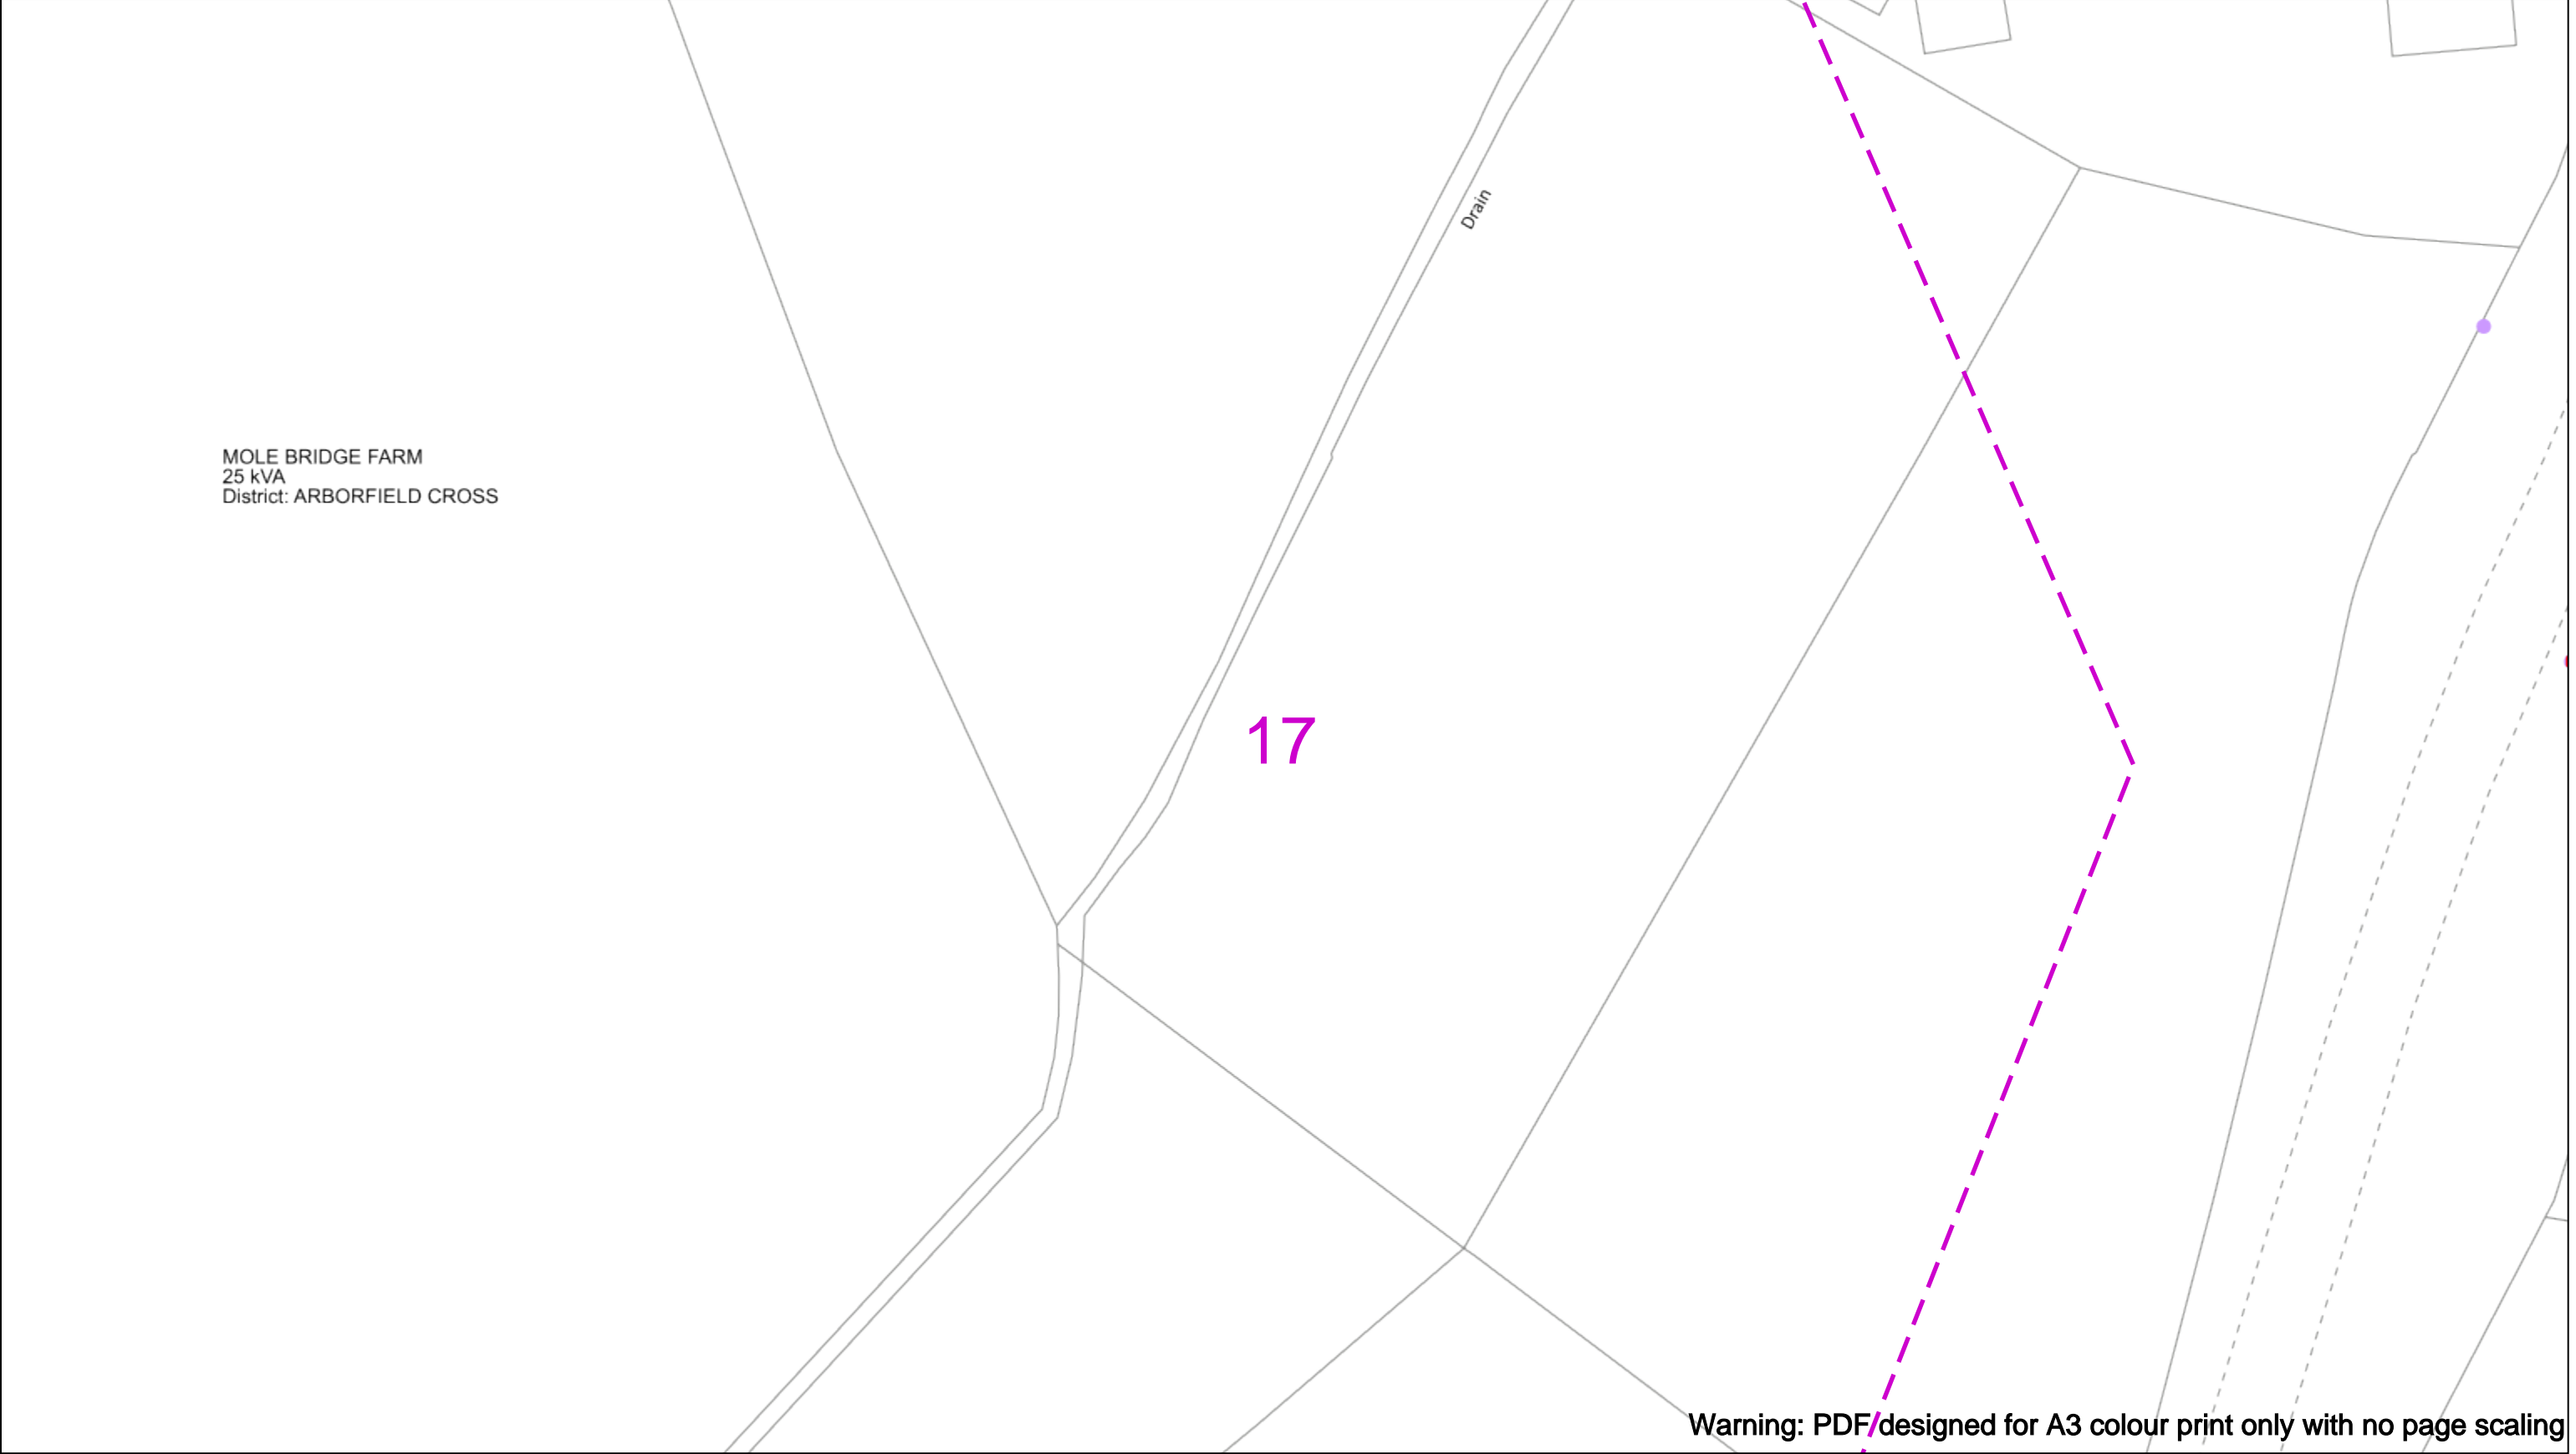 Drain
MOLE BRIDGE FARM
25 kVA
District: ARBORFIELD CROSS
17
Warning: PDF designed for A3 colour print only with no page scaling